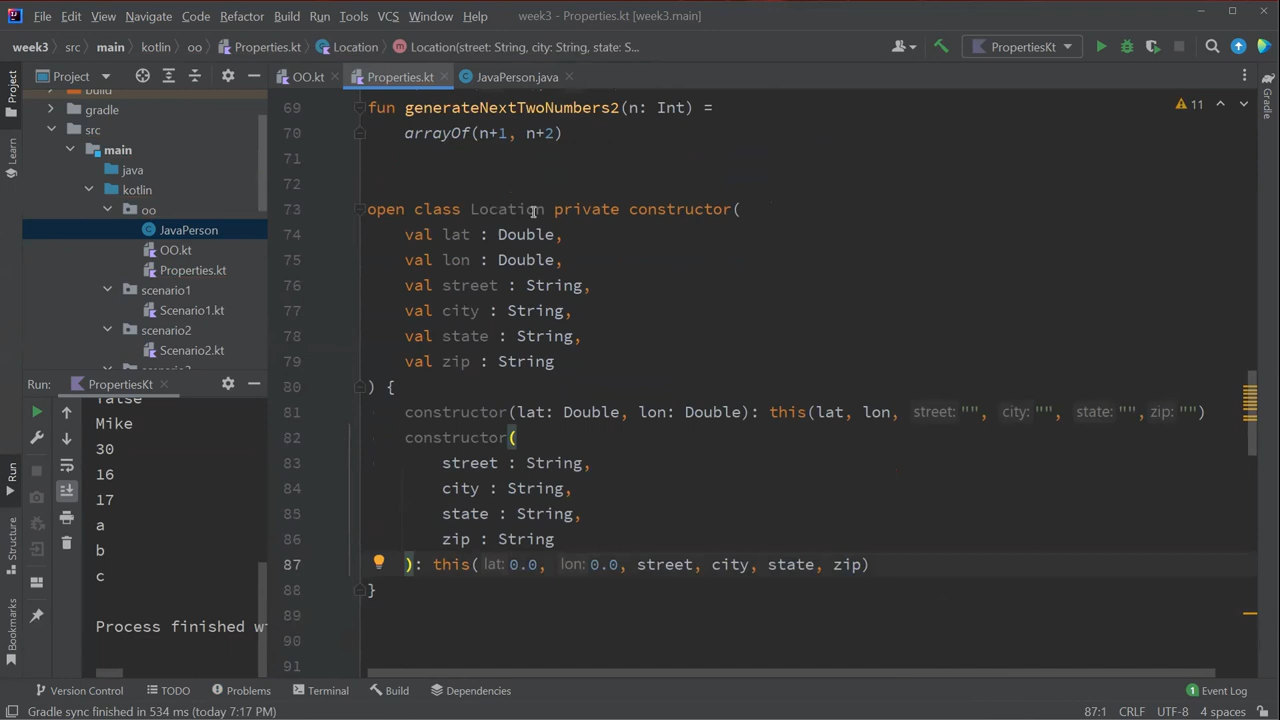 File Edit View Navigate Code Refactor Build Run Tools VCS Window Help week3 - Properties.kt [week3.main]
week3 src main kotlin oo Properties.kt Location Location(street: String, city: String, state: S... PropertiesKt
Project OO.kt Properties.kt JavaPerson.java
Project
Learn
Structure
Bookmarks
Gradle
build
gradle
src
main
java
kotlin
oo
JavaPerson
OO.kt
Properties.kt
scenario1
Scenario1.kt
scenario2
Scenario2.kt
11
69 fun generateNextTwoNumbers2(n: Int) =
70 arrayOf(n+1, n+2)
71
72
73 open class Location private constructor(
74 val lat : Double,
75 val lon : Double,
76 val street : String,
77 val city : String,
78 val state : String,
79 val zip : String
80 ) {
81 constructor(lat: Double, lon: Double): this(lat, lon, street: "", city: "", state: "", zip: "")
82 constructor(
83 street : String,
84 city : String,
85 state : String,
86 zip : String
87 ): this( lat: 0.0, lon: 0.0, street, city, state, zip)
88 }
89
90
91
Run: PropertiesKt
Run
false
Mike
30
16
17
a
b
c
Process finished w
Version Control TODO Problems Terminal Build Dependencies 1 Event Log
Gradle sync finished in 534 ms (today 7:17 PM) 87:1 CRLF UTF-8 4 spaces